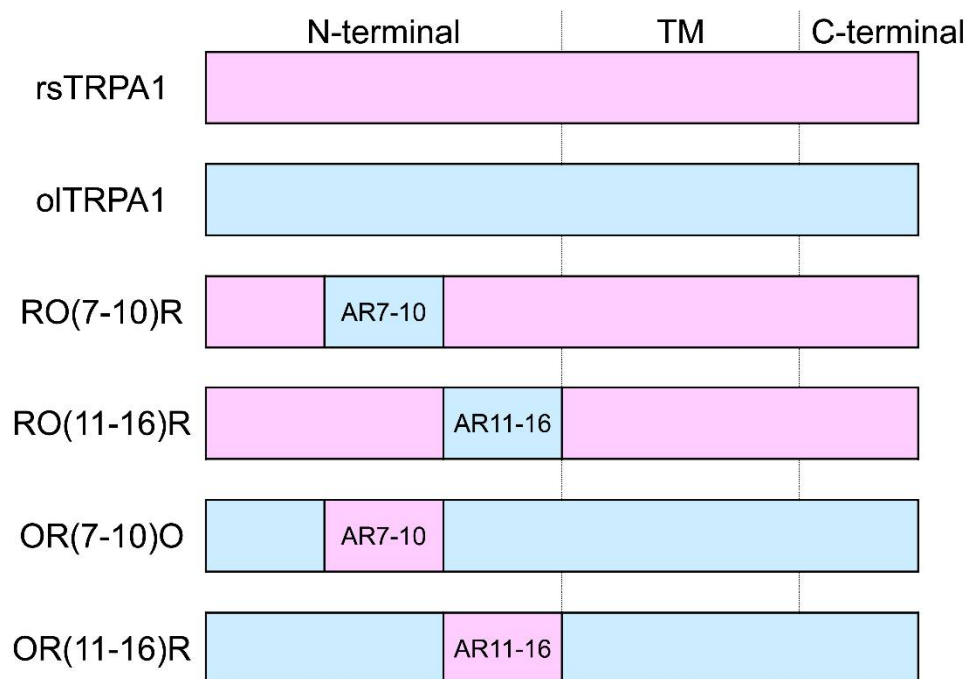 N-terminal TM C-terminal
rsTRPA1
olTRPA1
RO(7-10)R AR7-10
RO(11-16)R AR11-16
OR(7-10)O AR7-10
OR(11-16)R AR11-16